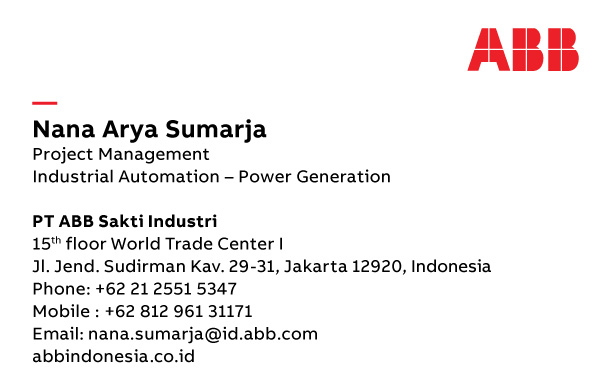 ABB
Nana Arya Sumarja
Project Management
Industrial Automation – Power Generation
PT ABB Sakti Industri
15th floor World Trade Center I
Jl. Jend. Sudirman Kav. 29-31, Jakarta 12920, Indonesia
Phone: +62 21 2551 5347
Mobile : +62 812 961 31171
Email: nana.sumarja@id.abb.com
abbindonesia.co.id